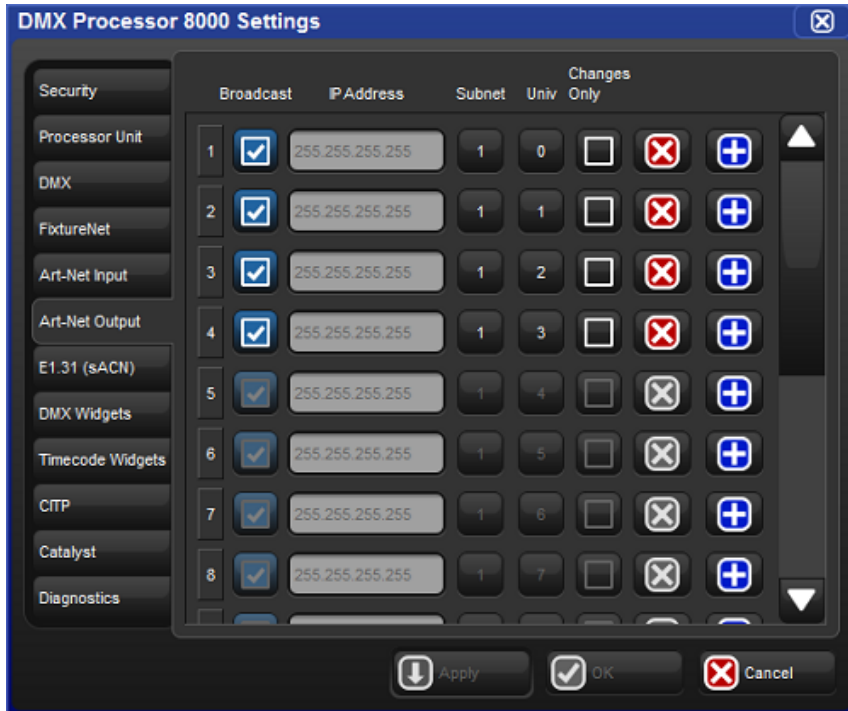 DMX Processor 8000 Settings
Security
Processor Unit
DMX
FixtureNet
Art-Net Input
Art-Net Output
E1.31 (sACN)
DMX Widgets
Timecode Widgets
CITP
Catalyst
Diagnostics
Broadcast IP Address Subnet Univ Changes Only
1 255.255.255.255 1 0
2 255.255.255.255 1 1
3 255.255.255.255 1 2
4 255.255.255.255 1 3
5 255.255.255.255 1 4
6 255.255.255.255 1 5
7 255.255.255.255 1 6
8 255.255.255.255 1 7
Apply OK Cancel